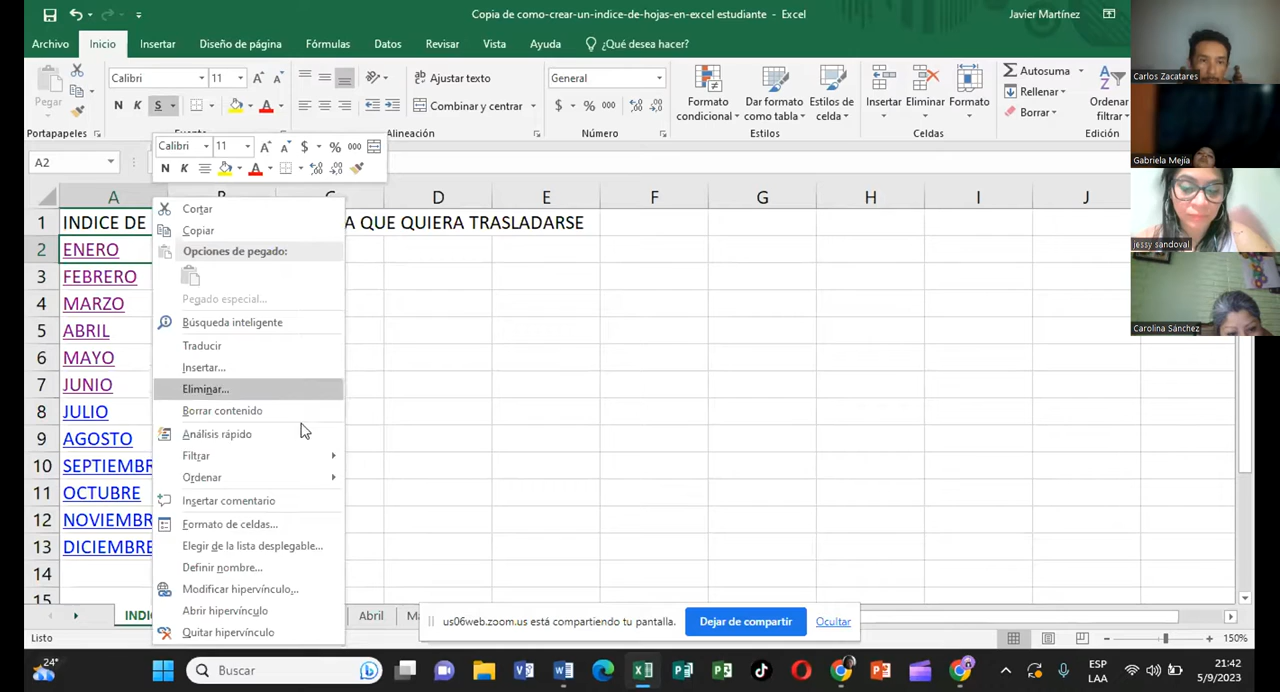 Copia de como-crear-un-indice-de-hojas-en-excel estudiante - Excel
Javier Martínez
Archivo Inicio Insertar Diseño de página Fórmulas Datos Revisar Vista Ayuda ¿Qué desea hacer?
Pegar
Calibri 11
N K S
Ajustar texto
Combinar y centrar
General
$ % 000
Formato condicional
Dar formato como tabla
Estilos de celda
Insertar
Eliminar
Formato
Autosuma
Rellenar
Borrar
Ordenar
filtrar
Portapapeles
Alineación
Número
Estilos
Celdas
Edición
Calibri 11 $ % 000
N K
A2
A C D E F G H I J
1 INDICE DE A QUE QUIERA TRASLADARSE
2 ENERO
3 FEBRERO
4 MARZO
5 ABRIL
6 MAYO
7 JUNIO
8 JULIO
9 AGOSTO
10 SEPTIEMBR
11 OCTUBRE
12 NOVIEMBR
13 DICIEMBRE
14
15
Cortar
Copiar
Opciones de pegado:
Pegado especial...
Búsqueda inteligente
Traducir
Insertar...
Eliminar...
Borrar contenido
Análisis rápido
Filtrar
Ordenar
Insertar comentario
Formato de celdas...
Elegir de la lista desplegable...
Definir nombre...
Modificar hipervínculo...
Abrir hipervínculo
Quitar hipervínculo
Abril
us06web.zoom.us está compartiendo tu pantalla. Dejar de compartir Ocultar
Listo
150%
Carlos Zacatares
Gabriela Mejía
jessy sandoval
Carolina Sánchez
24°
Buscar
ESP
LAA
21:42
5/9/2023